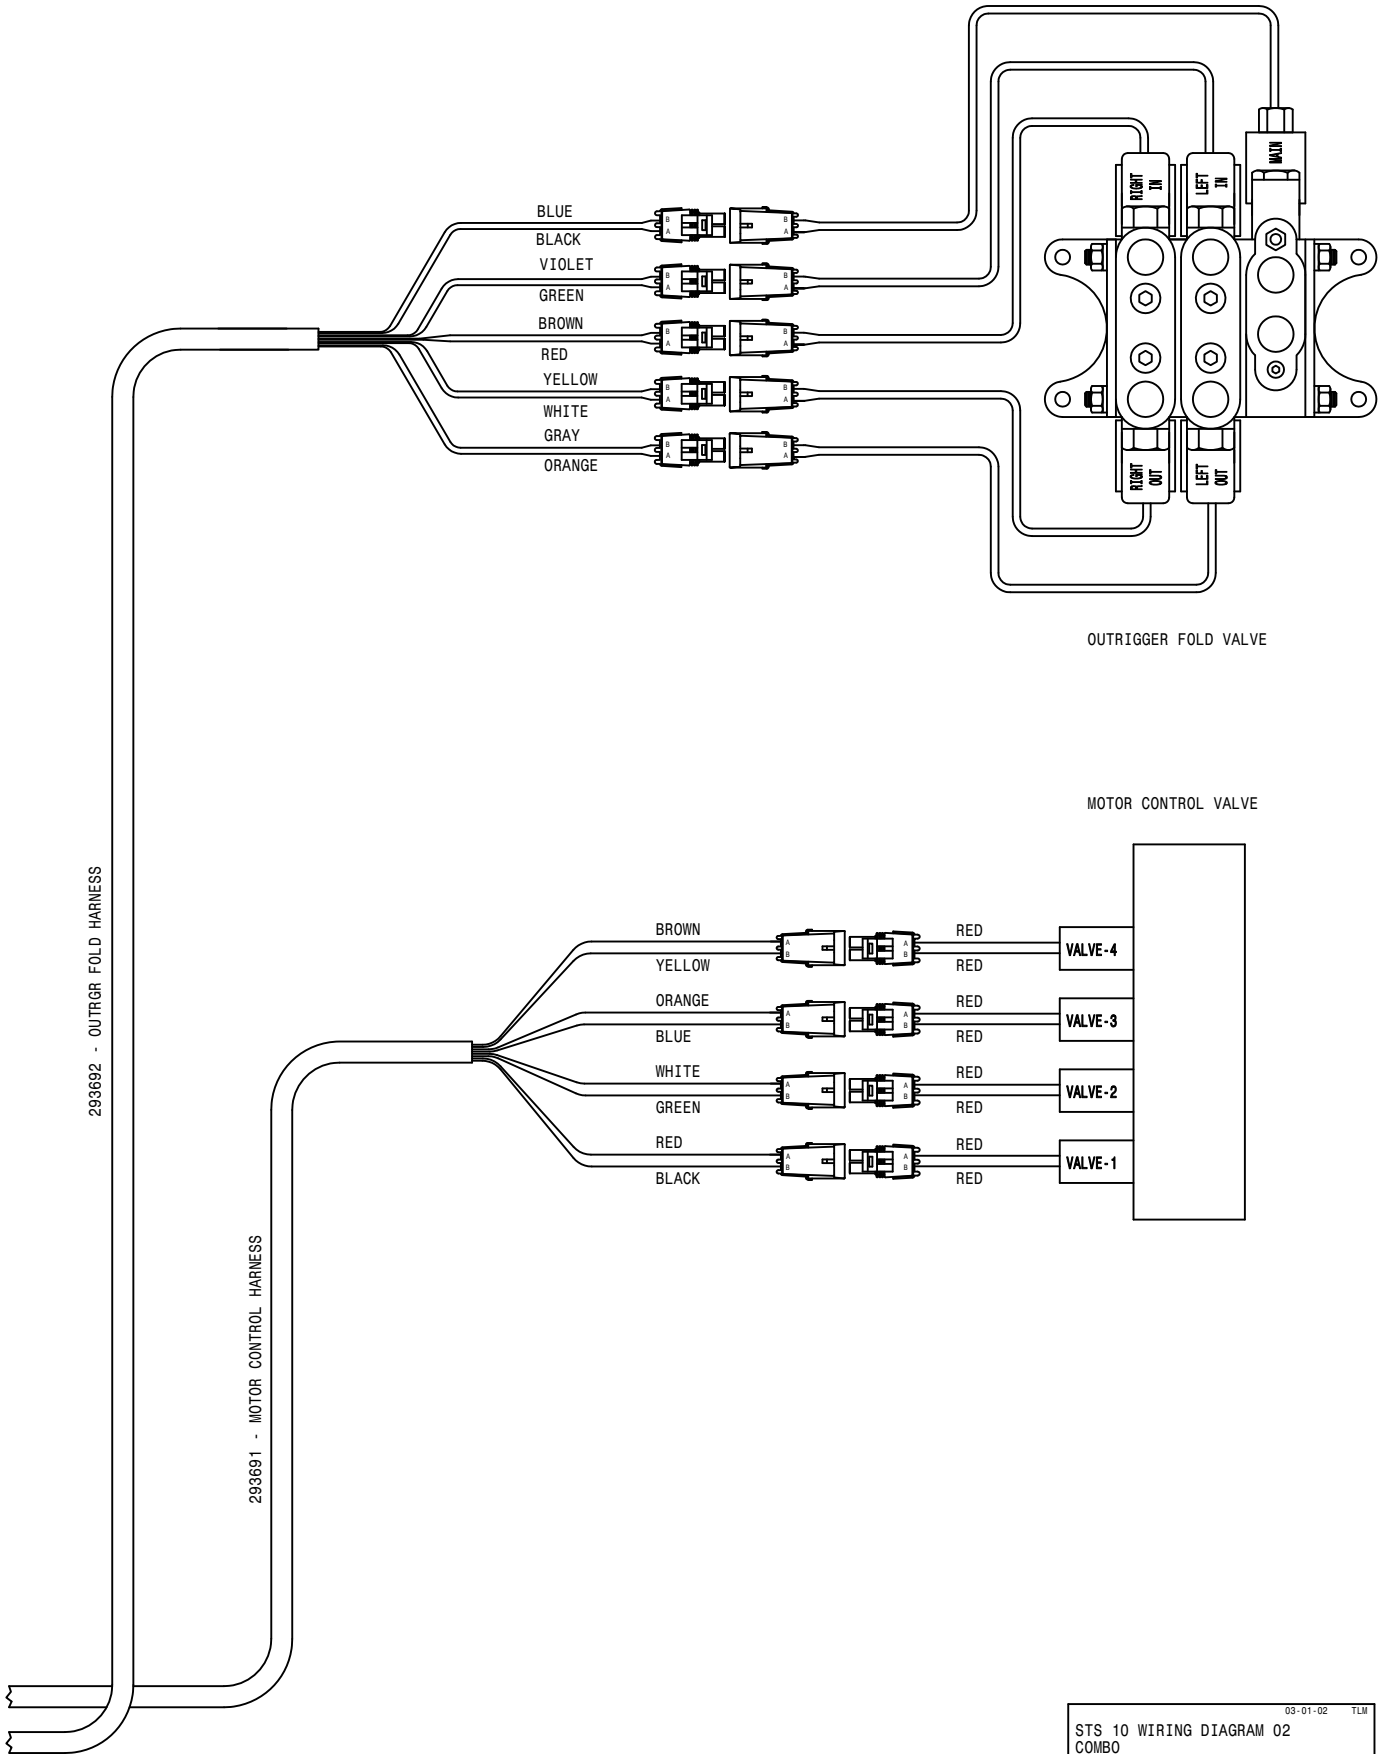 MAIN
RIGHT
IN
LEFT
IN
BLUE
BLACK
B
A
B
A
VIOLET
GREEN
B
A
B
A
BROWN
RED
B
A
B
A
YELLOW
WHITE
B
A
B
A
GRAY
ORANGE
B
A
B
A
RIGHT
OUT
LEFT
OUT
OUTRIGGER FOLD VALVE
MOTOR CONTROL VALVE
293692 - OUTRGR FOLD HARNESS
BROWN
YELLOW
A
B
A
B
RED
RED
VALVE-4
ORANGE
BLUE
A
B
A
B
RED
RED
VALVE-3
WHITE
GREEN
A
B
A
B
RED
RED
VALVE-2
RED
BLACK
A
B
A
B
RED
RED
VALVE-1
293691 - MOTOR CONTROL HARNESS
03-01-02 TLM
STS 10 WIRING DIAGRAM 02
COMBO